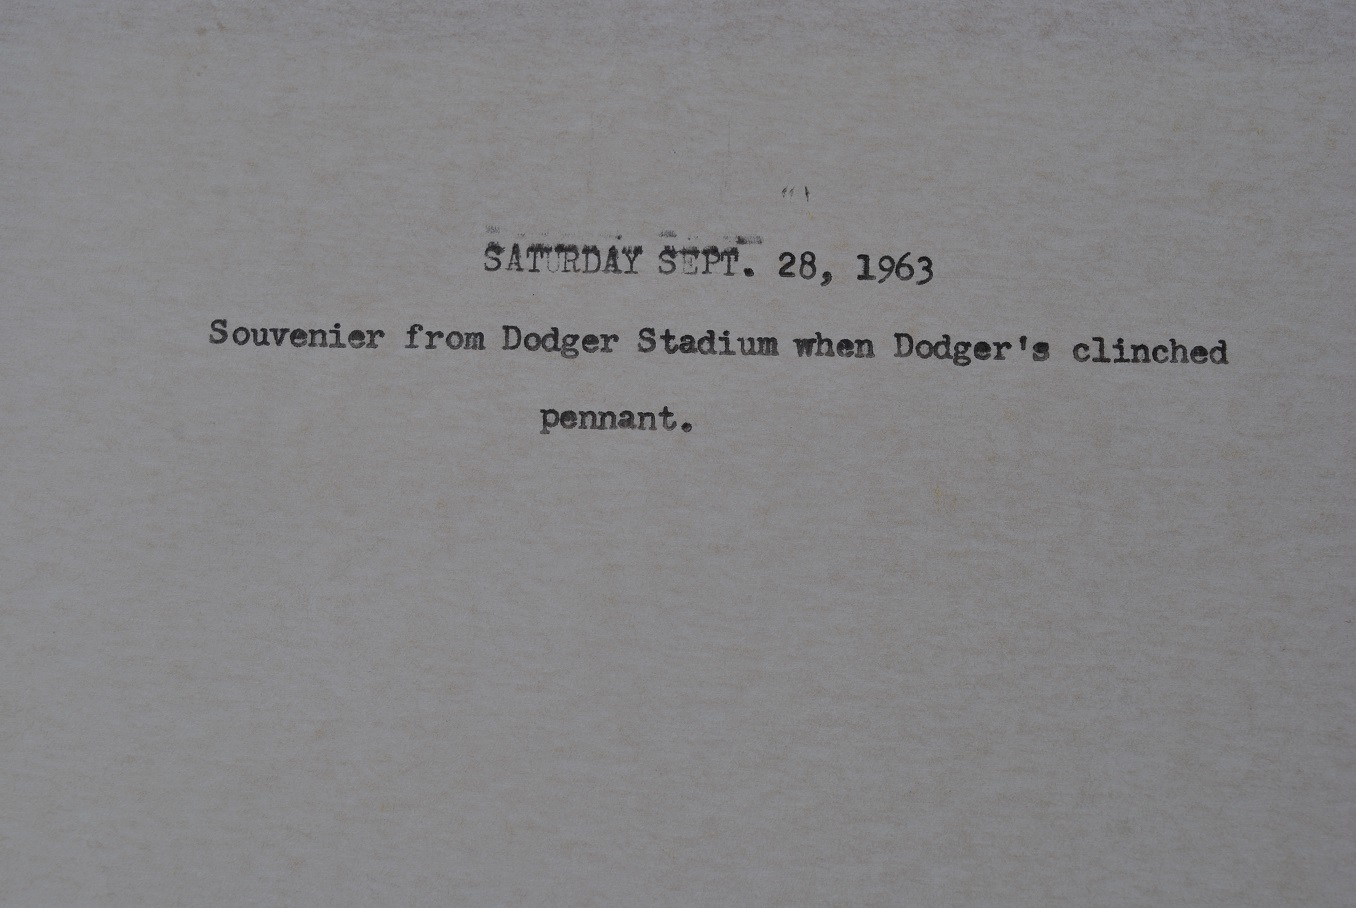 SATURDAY SEPT. 28, 1963
Souvenier from Dodger Stadium when Dodger's clinched
pennant.